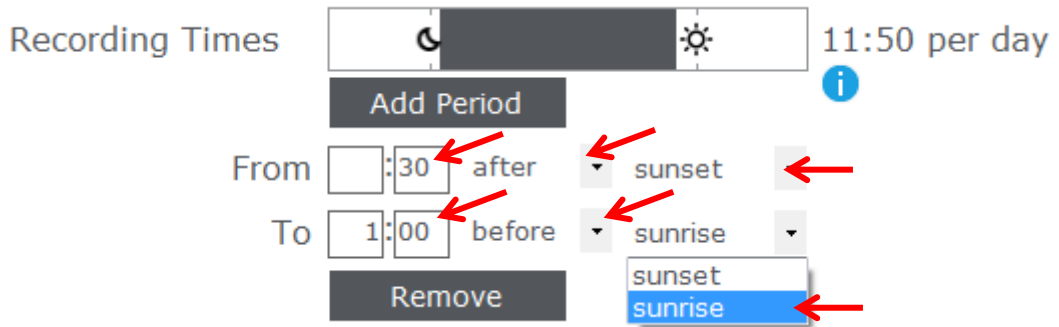 Recording Times 11:50 per day
i
Add Period
From :30 after sunset
To 1:00 before sunrise
sunset
Remove
sunrise